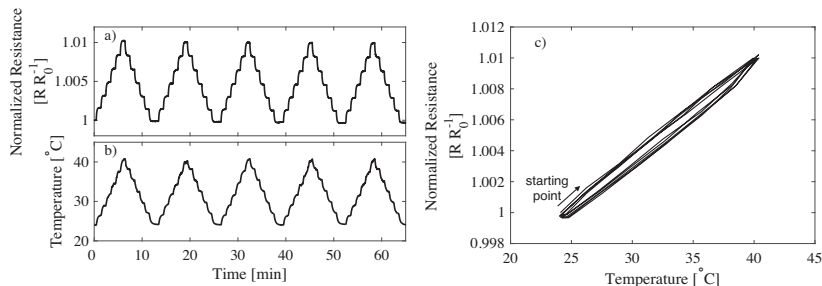 Normalized Resistance
[R R₀⁻¹]
a)
1.01
1.005
1
Temperature [°C]
b)
40
30
20
0 10 20 30 40 50 60
Time [min]
Normalized Resistance
[R R₀⁻¹]
c)
1.012
1.01
1.008
1.006
1.004
1.002
1
0.998
starting
point
20 25 30 35 40 45
Temperature [°C]